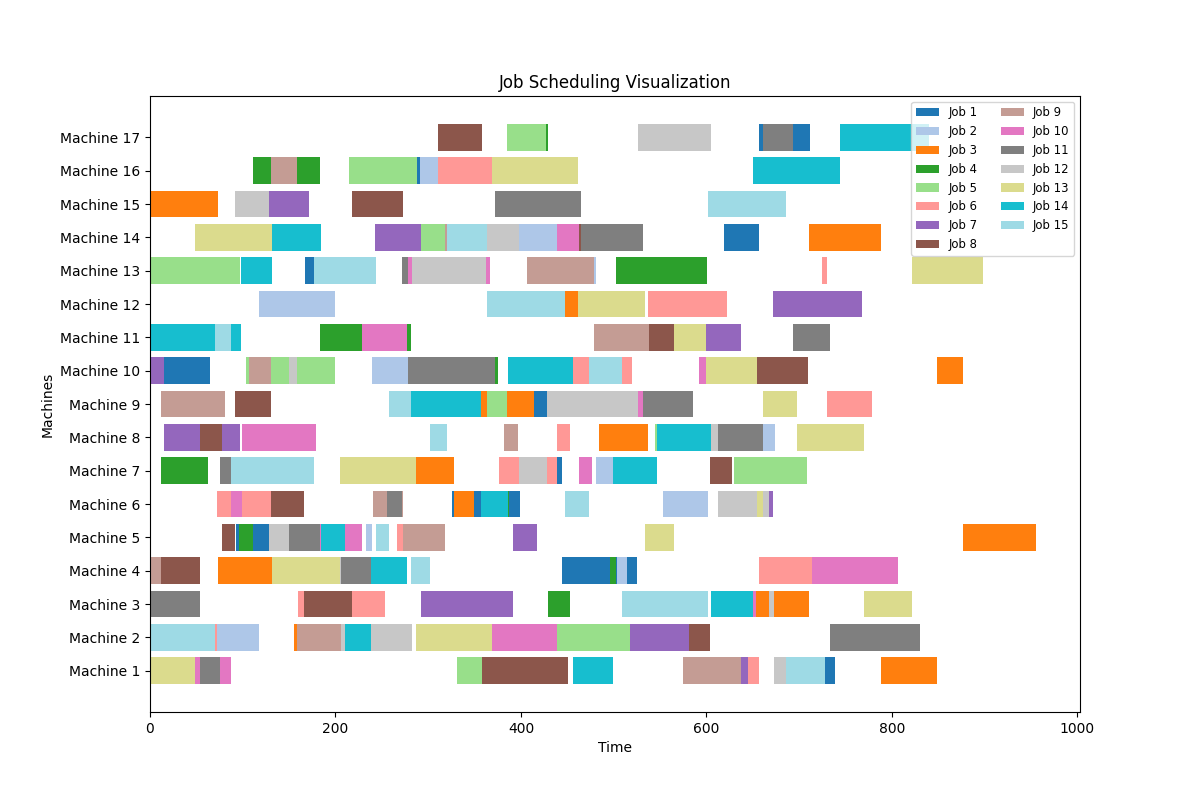 Job Scheduling Visualization
Machines
Machine 17
Machine 16
Machine 15
Machine 14
Machine 13
Machine 12
Machine 11
Machine 10
Machine 9
Machine 8
Machine 7
Machine 6
Machine 5
Machine 4
Machine 3
Machine 2
Machine 1
Job 1
Job 2
Job 3
Job 4
Job 5
Job 6
Job 7
Job 8
Job 9
Job 10
Job 11
Job 12
Job 13
Job 14
Job 15
0 200 400 600 800 1000
Time